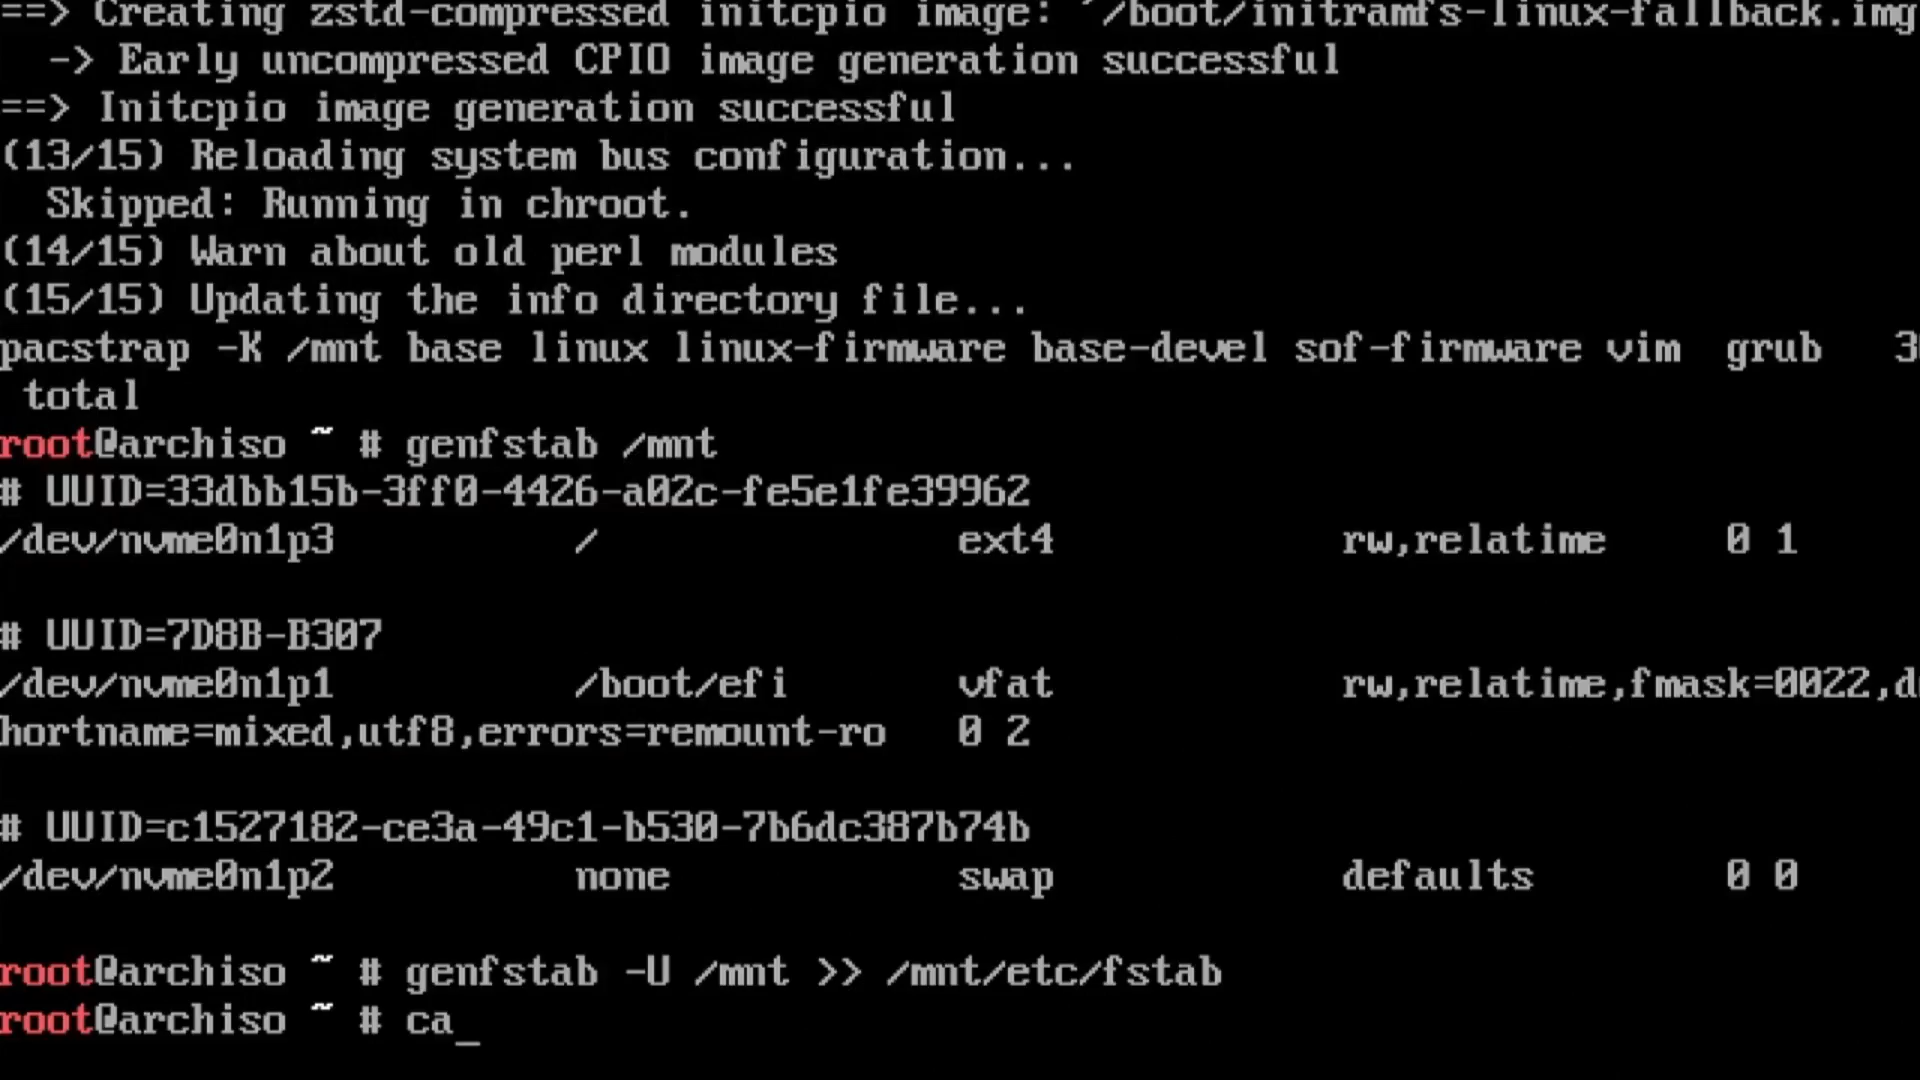 ==> Creating zstd-compressed initcpio image: '/boot/initramfs-linux-fallback.img
-> Early uncompressed CPIO image generation successful
==> Initcpio image generation successful
(13/15) Reloading system bus configuration...
Skipped: Running in chroot.
(14/15) Warn about old perl modules
(15/15) Updating the info directory file...
pacstrap -K /mnt base linux linux-firmware base-devel sof-firmware vim  grub
total
root@archiso ~ # genfstab /mnt
# UUID=33dbb15b-3ff0-4426-a02c-fe5e1fe39962
/dev/nvme0n1p3 / ext4 rw,relatime 0 1
# UUID=7D8B-B307
/dev/nvme0n1p1 /boot/efi vfat rw,relatime,fmask=0022,
hortname=mixed,utf8,errors=remount-ro 0 2
# UUID=c1527182-ce3a-49c1-b530-7b6dc387b74b
/dev/nvme0n1p2 none swap defaults 0 0
root@archiso ~ # genfstab -U /mnt >> /mnt/etc/fstab
root@archiso ~ # ca_